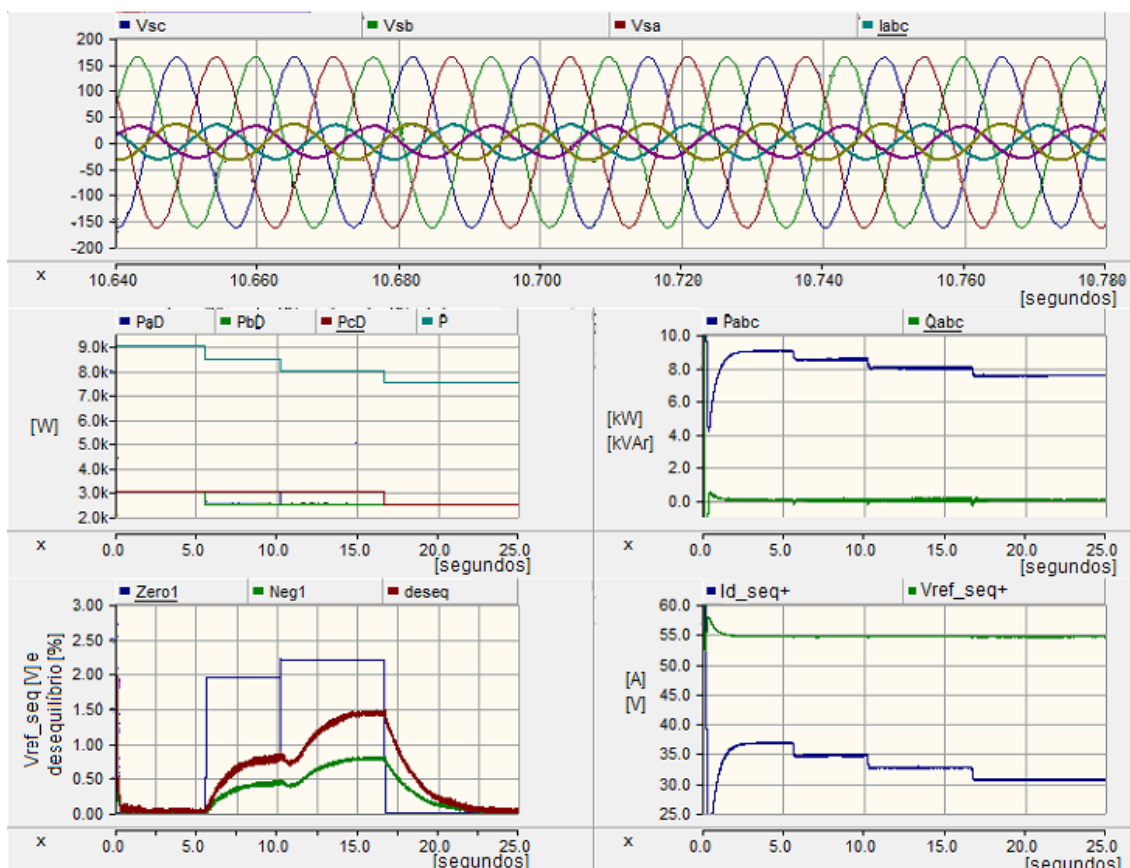 Vsc Vsb Vsa Iabc
200
150
100
50
0
-50
-100
-150
-200
x 10.640 10.660 10.680 10.700 10.720 10.740 10.760 10.780
[segundos]
PaD PbD PcD P
9.0k
8.0k
7.0k
6.0k
[W]
5.0k
4.0k
3.0k
2.0k
x 0.0 5.0 10.0 15.0 20.0 25.0
[segundos]
Pabc Qabc
10.0
8.0
6.0
[kW]
[kVAr]
4.0
2.0
0.0
x 0.0 5.0 10.0 15.0 20.0 25.0
[segundos]
Zero1 Neg1 deseq
3.00
2.50
2.00
1.50
1.00
0.50
0.00
Vref_seq [V] e
desequilíbrio [%]
x 0.0 5.0 10.0 15.0 20.0 25.0
[segundos]
Id_seq+ Vref_seq+
60.0
55.0
50.0
[A]
45.0
[V]
40.0
35.0
30.0
25.0
x 0.0 5.0 10.0 15.0 20.0 25.0
[segundos]